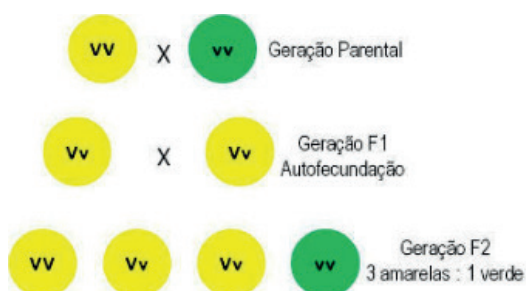 VV X vv Geração Parental
Vv X Vv Geração F1
Autofecundação
VV Vv Vv vv Geração F2
3 amarelas : 1 verde